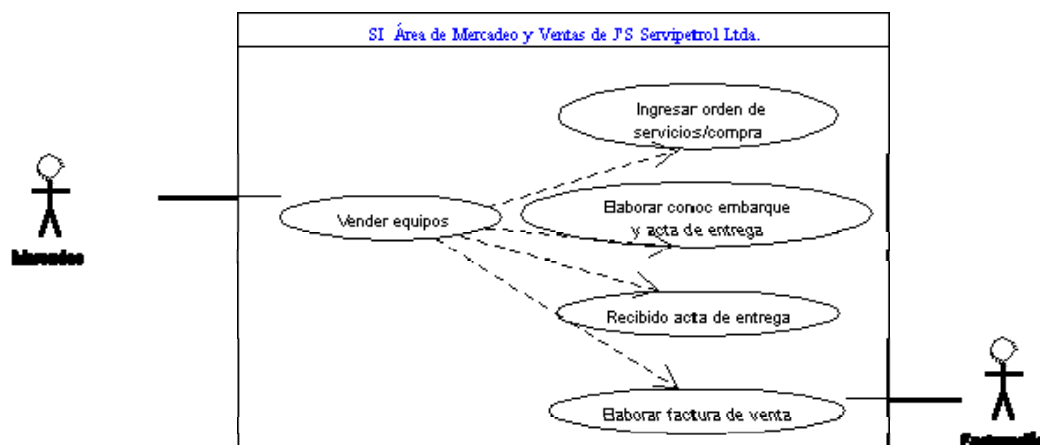 SI Área de Mercadeo y Ventas de J'S Servipetrol Ltda.
Ingresar orden de
servicios/compra
Elaborar conoc embarque
y acta de entrega
Vender equipos
Recibido acta de entrega
Elaborar factura de venta